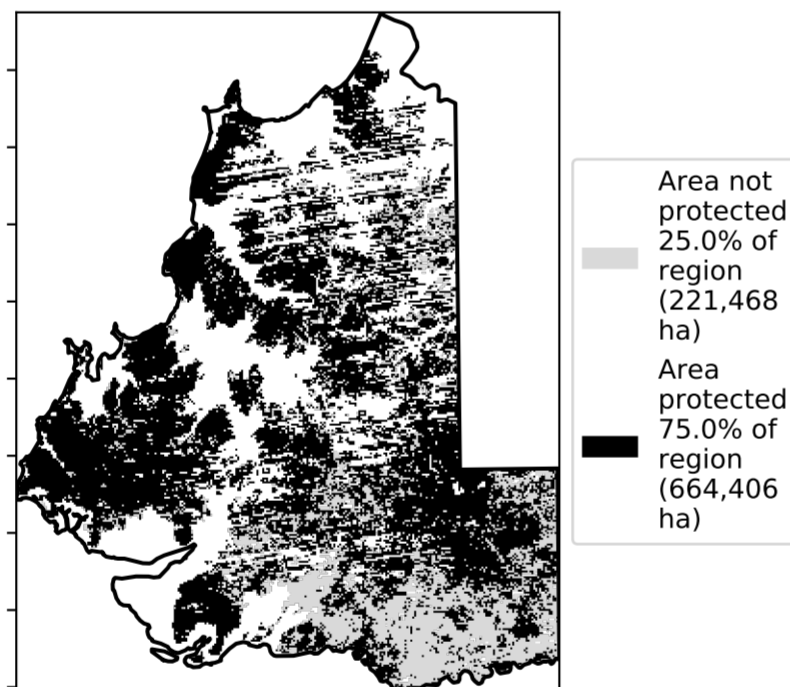 Area not
protected
25.0% of
region
(221,468
ha)
Area
protected
75.0% of
region
(664,406
ha)